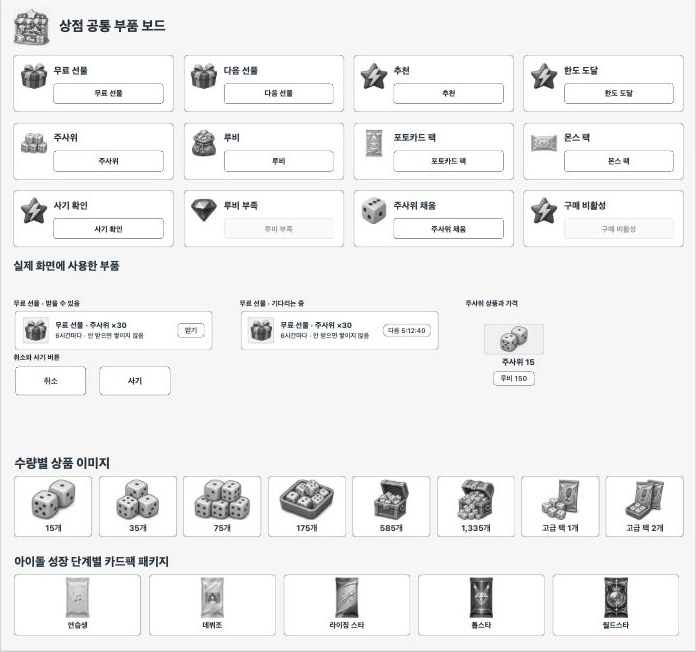 상점 공통 부품 보드
무료 선물
무료 선물
다음 선물
다음 선물
추천
추천
한도 도달
한도 도달
주사위
주사위
루비
루비
포토카드 팩
포토카드 팩
몬스 팩
몬스 팩
사기 확인
사기 확인
루비 부족
루비 부족
주사위 채움
주사위 채움
구매 비활성
구매 비활성
실제 화면에 사용한 부품
무료 선물 · 받을 수 있음
무료 선물 · 주사위 ×30
6시간마다 · 안 받으면 쌓이지 않음
받기
무료 선물 · 기다리는 중
무료 선물 · 주사위 ×30
6시간마다 · 안 받으면 쌓이지 않음
다음 5:12:40
주사위 상품과 가격
주사위 15
루비 150
취소와 사기 버튼
취소
사기
수량별 상품 이미지
15개
35개
75개
175개
585개
1,335개
고급 팩 1개
고급 팩 2개
아이돌 성장 단계별 카드팩 패키지
연습생
데뷔조
라이징 스타
톱스타
월드스타